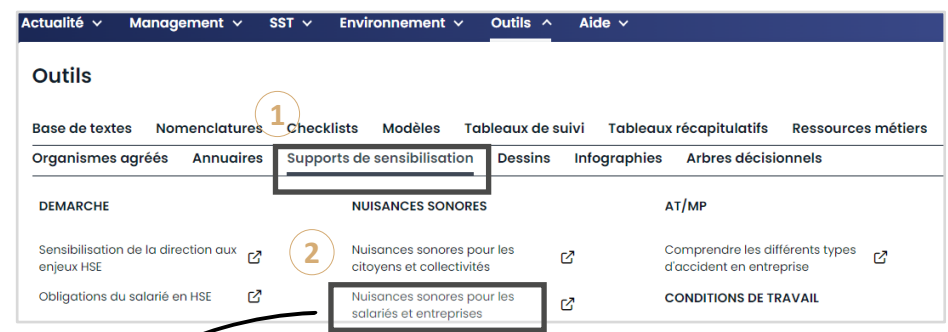 Actualité Management SST Environnement Outils Aide
Outils
1
Base de textes Nomenclatures Checklists Modèles Tableaux de suivi Tableaux récapitulatifs Ressources métiers
Organismes agréés Annuaires Supports de sensibilisation Dessins Infographies Arbres décisionnels
DEMARCHE
Sensibilisation de la direction aux
enjeux HSE
Obligations du salarié en HSE
NUISANCES SONORES
2
Nuisances sonores pour les
citoyens et collectivités
Nuisances sonores pour les
salariés et entreprises
AT/MP
Comprendre les différents types
d'accident en entreprise
CONDITIONS DE TRAVAIL